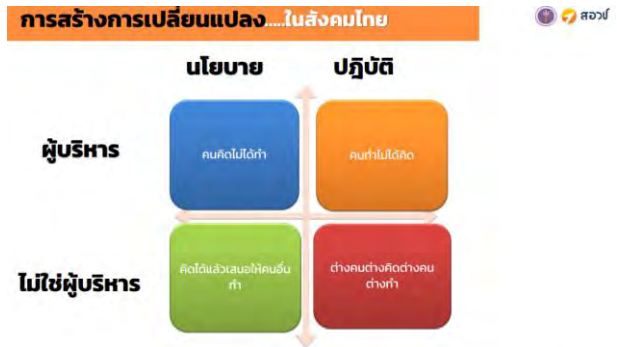 การสร้างการเปลี่ยนแปลง.....ในสังคมไทย
สอวช
นโยบาย
ปฎิบัติ
ผู้บริหาร
คนคิดไม่ได้ทำ
คนทำไม่ได้คิด
ไม่ใช่ผู้บริหาร
คิดได้แล้วเสนอให้คนอื่น
ทำ
ต่างคนต่างคิดต่างคน
ต่างทำ